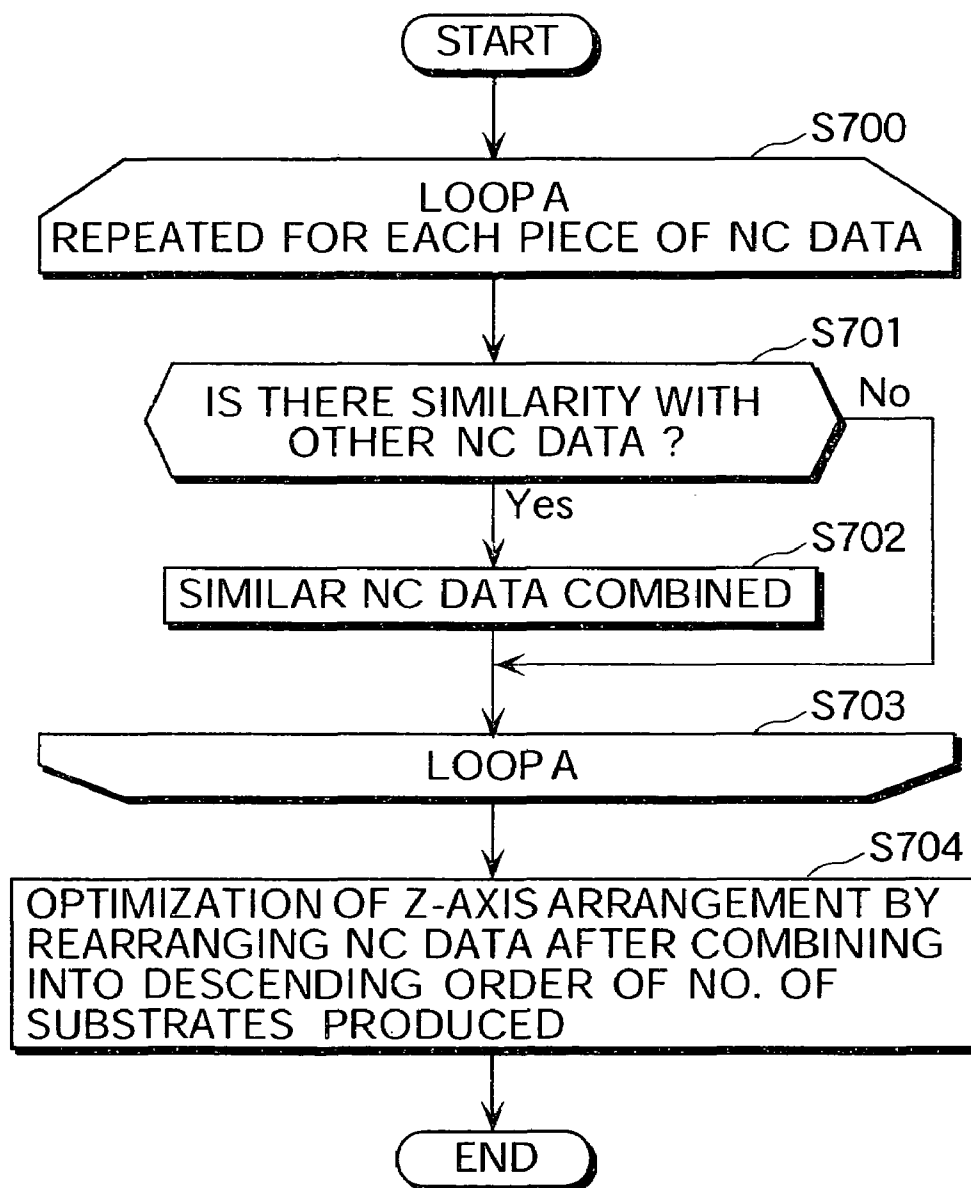 START
S700
LOOP A
REPEATED FOR EACH PIECE OF NC DATA
S701
IS THERE SIMILARITY WITH
OTHER NC DATA ?
No
Yes
S702
SIMILAR NC DATA COMBINED
S703
LOOP A
S704
OPTIMIZATION OF Z-AXIS ARRANGEMENT BY
REARRANGING NC DATA AFTER COMBINING
INTO DESCENDING ORDER OF NO. OF
SUBSTRATES PRODUCED
END